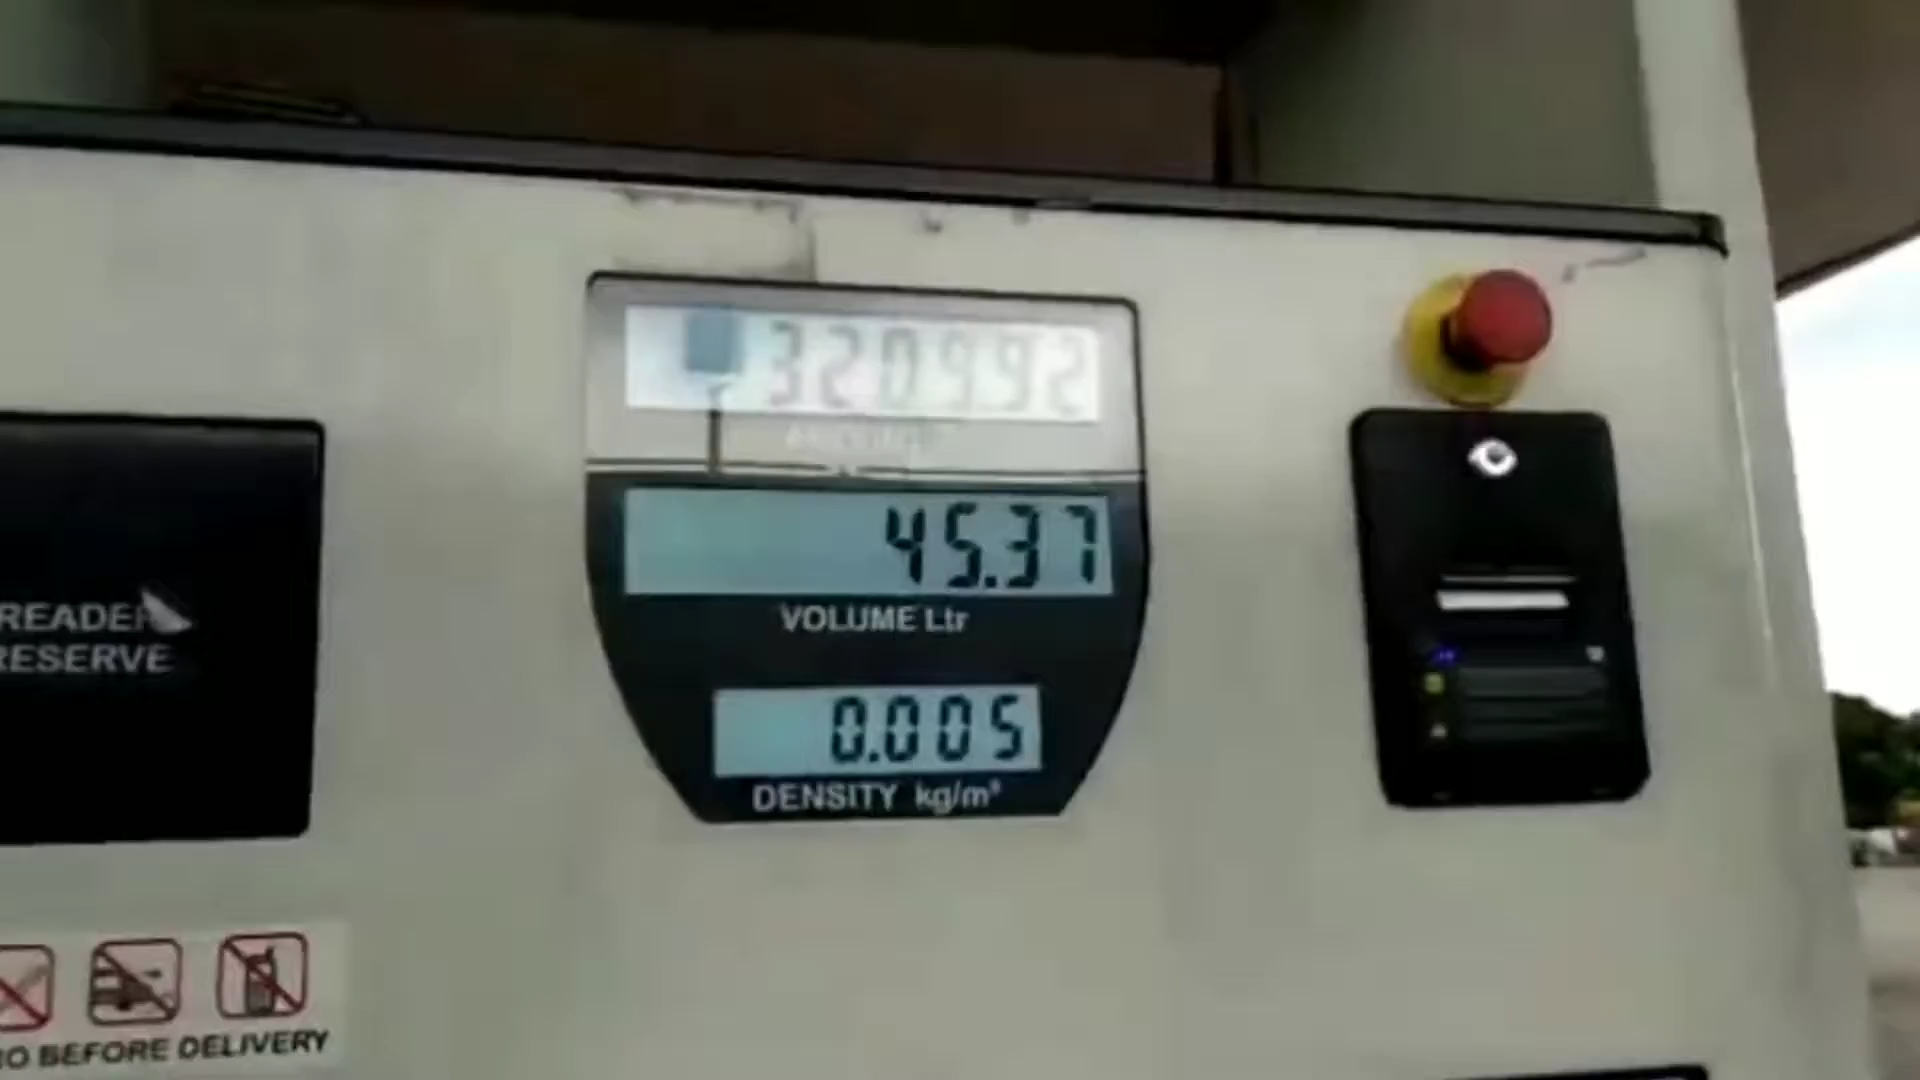 320992
45.37
VOLUME Ltr
0.005
DENSITY kg/m³
READER
RESERVE
BEFORE DELIVERY